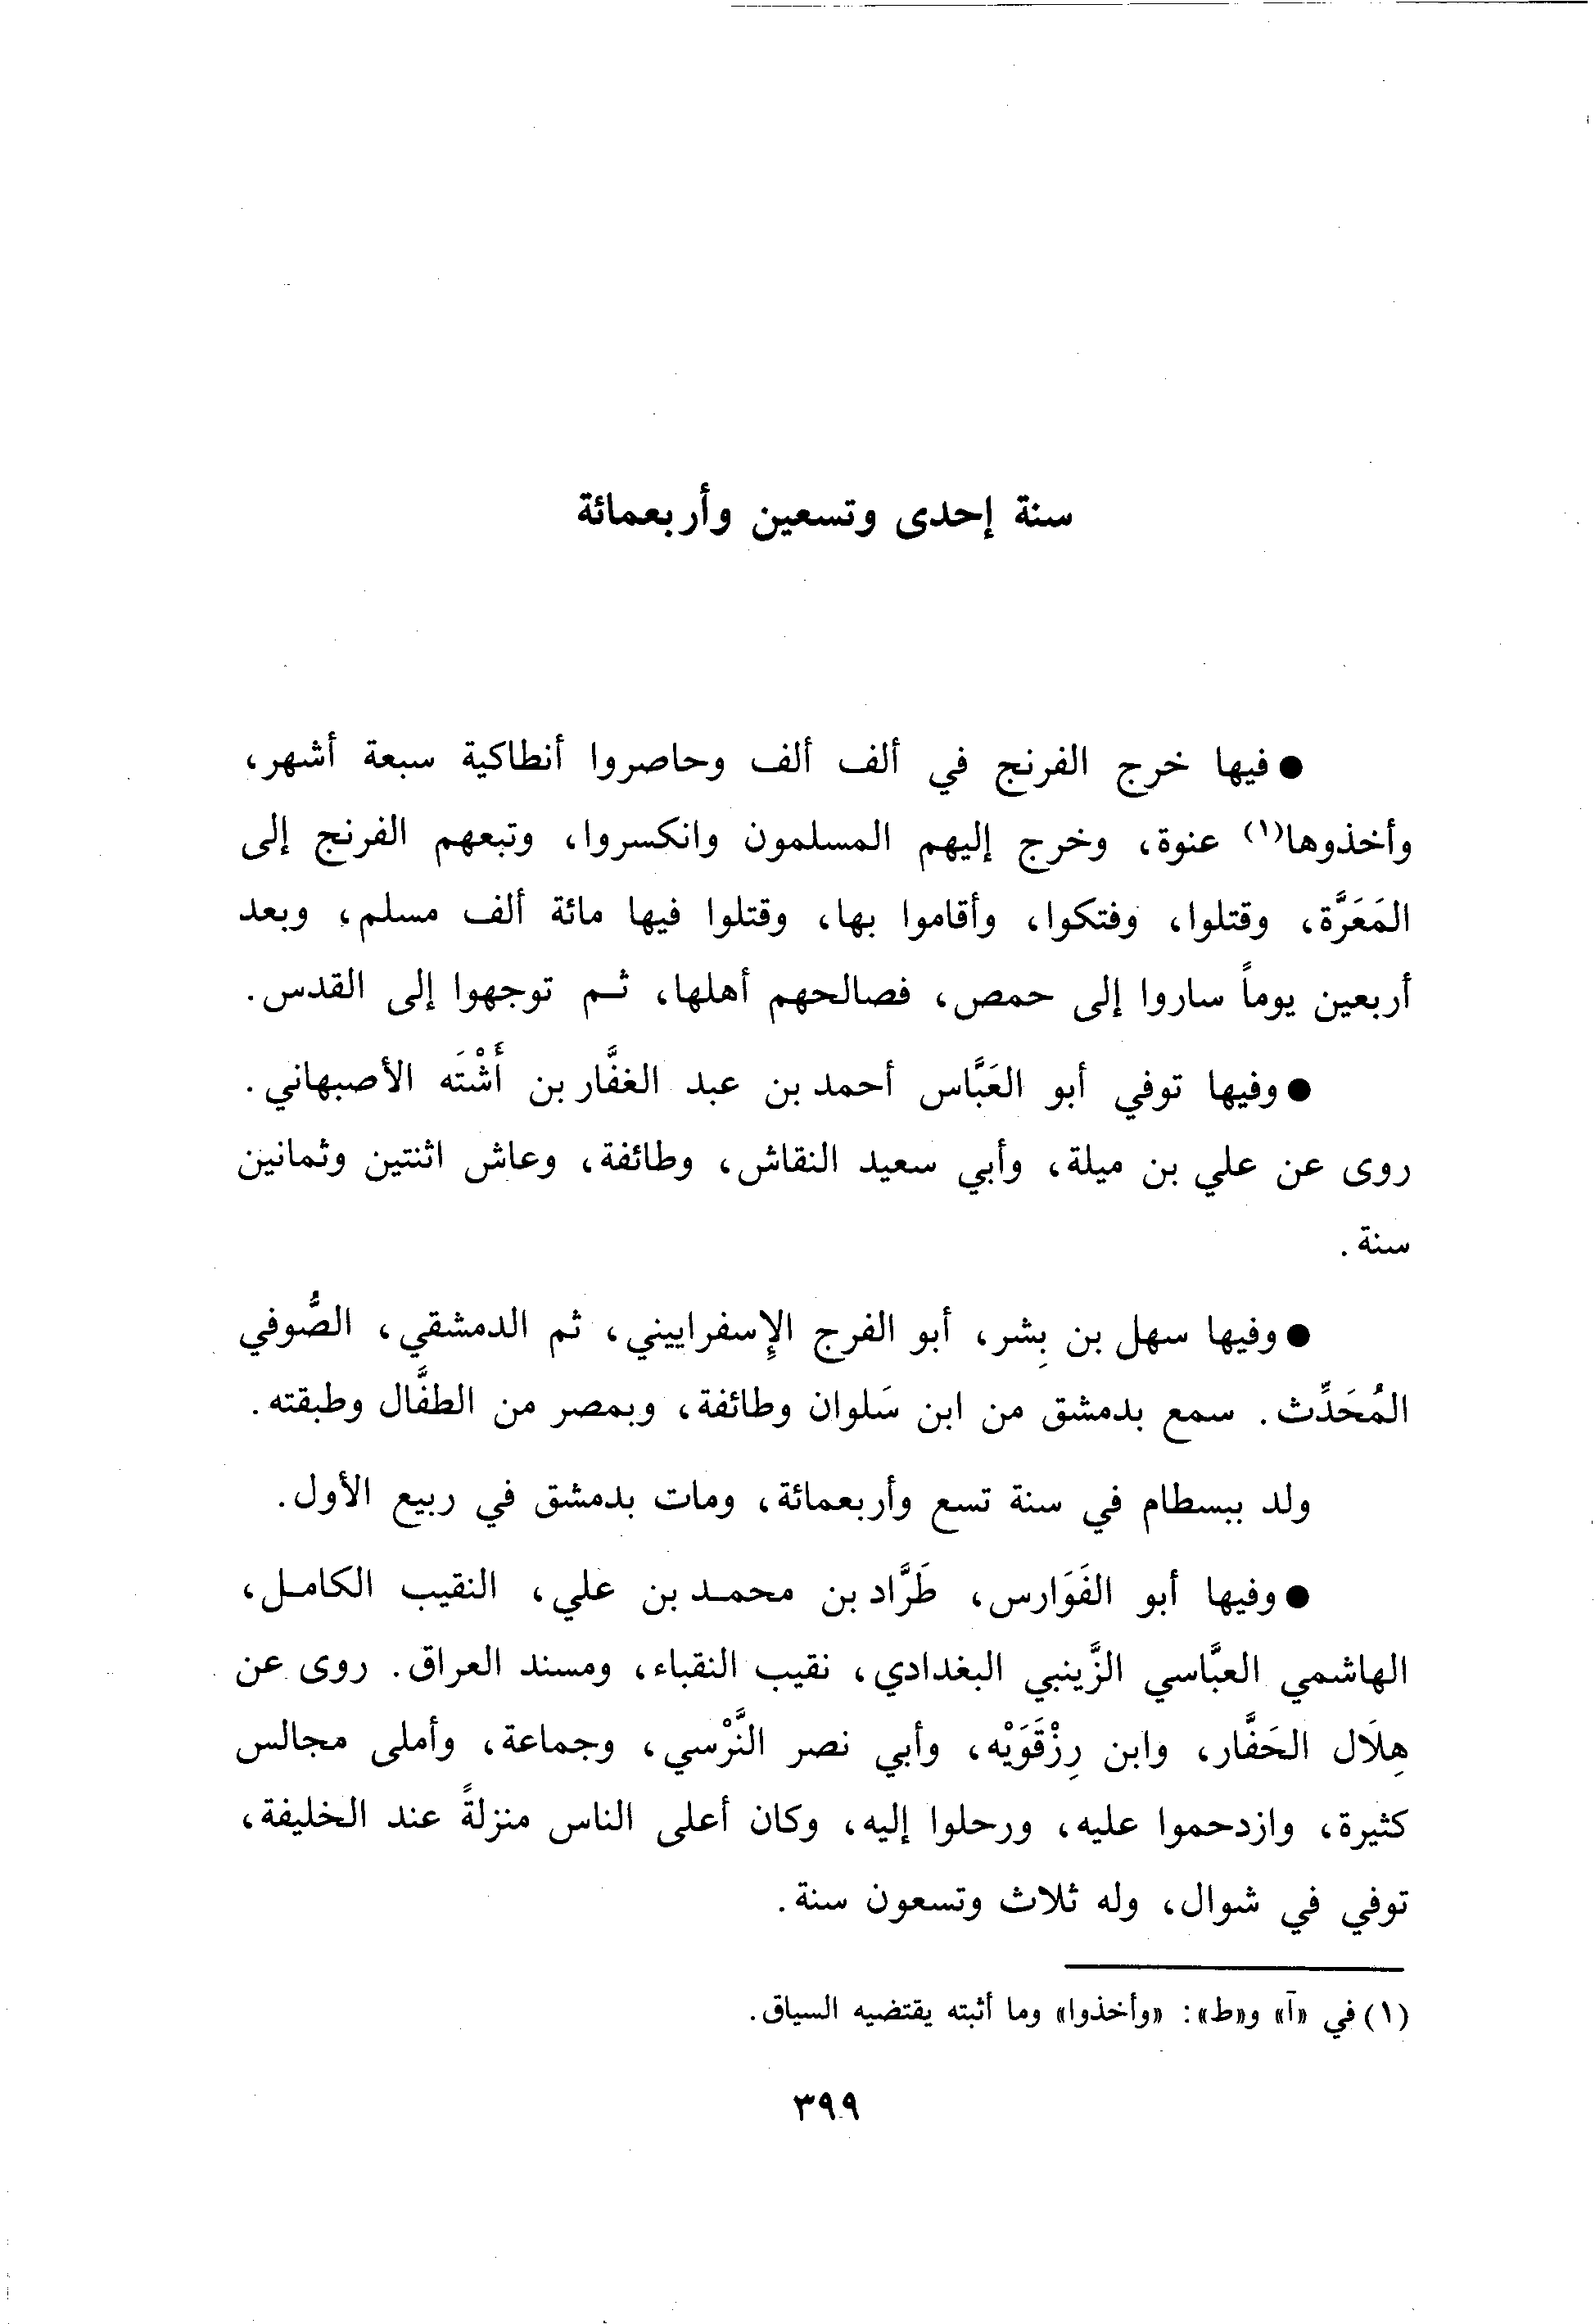 سنة إحدى وتسعين وأربعمائة
● فيها خرج الفرنج في ألف ألف وحاصروا أنطاكية سبعة أشهر،
وأخذوها(١) عنوة، وخرج إليهم المسلمون وانكسروا، وتبعهم الفرنج إلى
المَعَرَّة، وقتلوا، وفتكوا، وأقاموا بها، وقتلوا فيها مائة ألف مسلم، وبعد
أربعين يوماً ساروا إلى حمص، فصالحهم أهلها، ثم توجهوا إلى القدس.
● وفيها توفي أبو العَبَّاس أحمد بن عبد الغفَّار بن أَشْتَه الأصبهاني.
روى عن علي بن ميلة، وأبي سعيد النقاش، وطائفة، وعاش اثنتين وثمانين
سنة.
● وفيها سهل بن بِشر، أبو الفرج الإِسفراييني، ثم الدمشقي، الصُّوفي
المُحَدِّث. سمع بدمشق من ابن سَلوان وطائفة، وبمصر من الطفَّال وطبقته.
ولد ببسطام في سنة تسع وأربعمائة، ومات بدمشق في ربيع الأول.
● وفيها أبو الفَوَارس، طَرَّاد بن محمد بن علي، النقيب الكامل،
الهاشمي العبَّاسي الزَّينبي البغدادي، نقيب النقباء، ومسند العراق. روى عن
هِلَال الحَفَّار، وابن رِزْقَوَيْه، وأبي نصر النَّرْسي، وجماعة، وأملى مجالس
كثيرة، وازدحموا عليه، ورحلوا إليه، وكان أعلى الناس منزلةً عند الخليفة،
توفي في شوال، وله ثلاث وتسعون سنة.
(١) في «آ» و«ط»: «وأخذوا» وما أثبته يقتضيه السياق.
٣٩٩